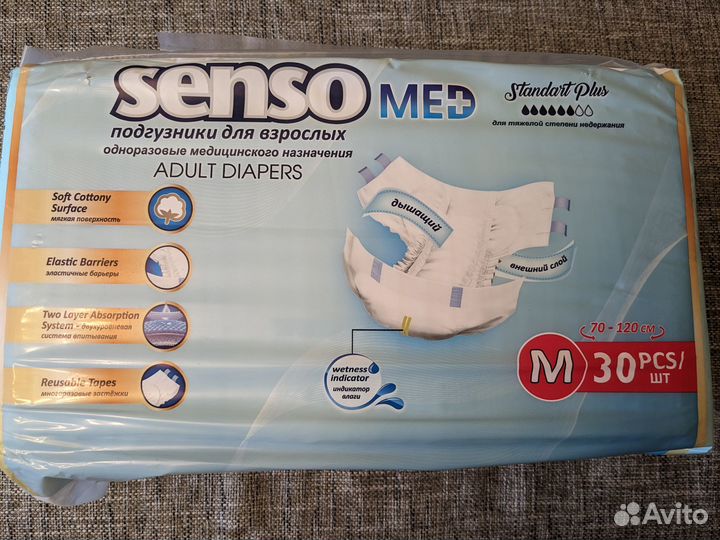 senso MED
подгузники для взрослых
одноразовые медицинского назначения
ADULT DIAPERS
Standart Plus
для тяжелой степени недержания
Soft Cottony
Surface
мягкая поверхность
Elastic Barriers
эластичные барьеры
Two Layer Absorption
System - двухуровневая
система впитывания
Reusable Tapes
многоразовые застёжки
дышащий
внешний слой
wetness
indicator
индикатор
влаги
70 - 120 см
M 30 PCS/
ШТ
Avito